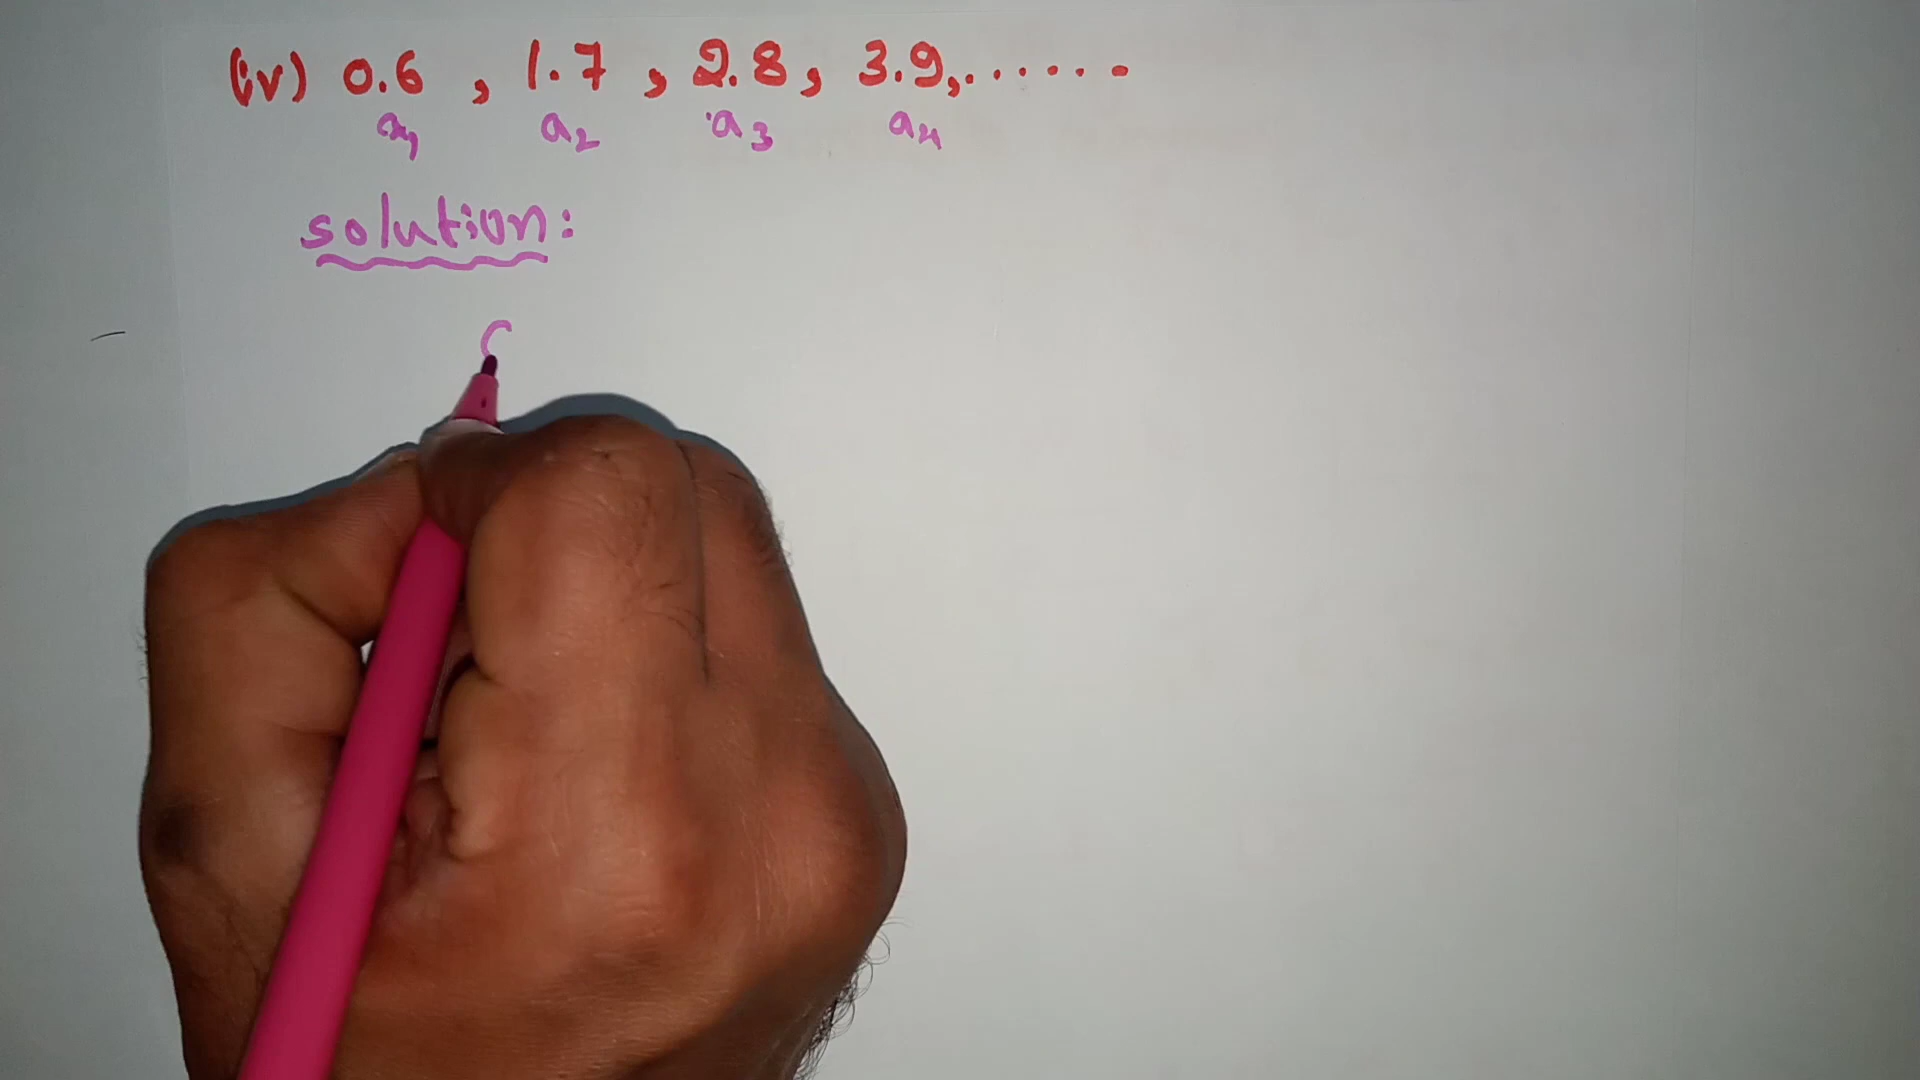 (iv) 0.6 , 1.7 , 2.8, 3.9,.......
a1 a2 a3 a4
solution: